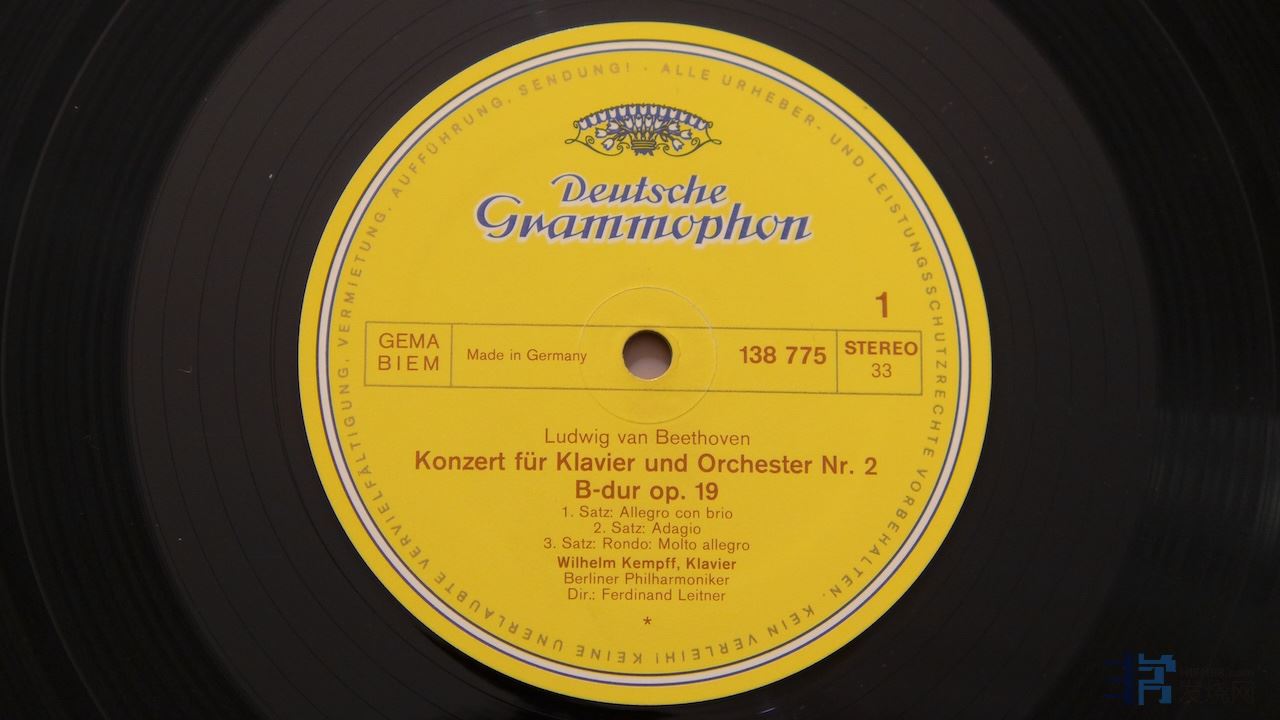 ALLE URHEBER- UND LEISTUNGSSCHUTZRECHTE VORBEHALTEN. KEIN VERLEIH! KEINE UNERLAUBTE VERVIELFÄLTIGUNG, VERMIETUNG, AUFFÜHRUNG, SENDUNG! ·
Deutsche
Grammophon
1
GEMA
BIEM
Made in Germany
138 775
STEREO
33
Ludwig van Beethoven
Konzert für Klavier und Orchester Nr. 2
B-dur op. 19
1. Satz: Allegro con brio
2. Satz: Adagio
3. Satz: Rondo: Molto allegro
Wilhelm Kempff, Klavier
Berliner Philharmoniker
Dir.: Ferdinand Leitner
*
发烧网